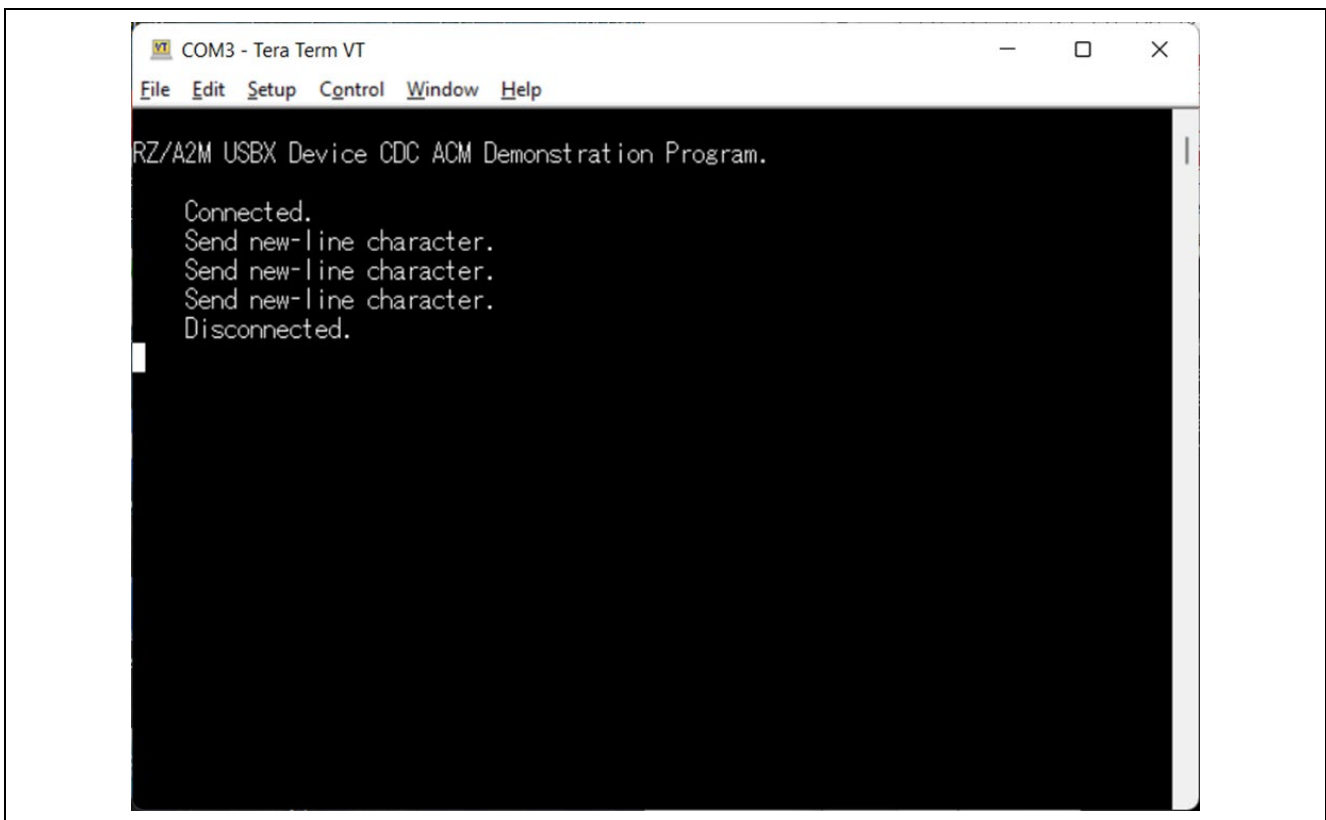 VT COM3 - Tera Term VT
File Edit Setup Control Window Help
RZ/A2M USBX Device CDC ACM Demonstration Program.
Connected.
Send new-line character.
Send new-line character.
Send new-line character.
Disconnected.